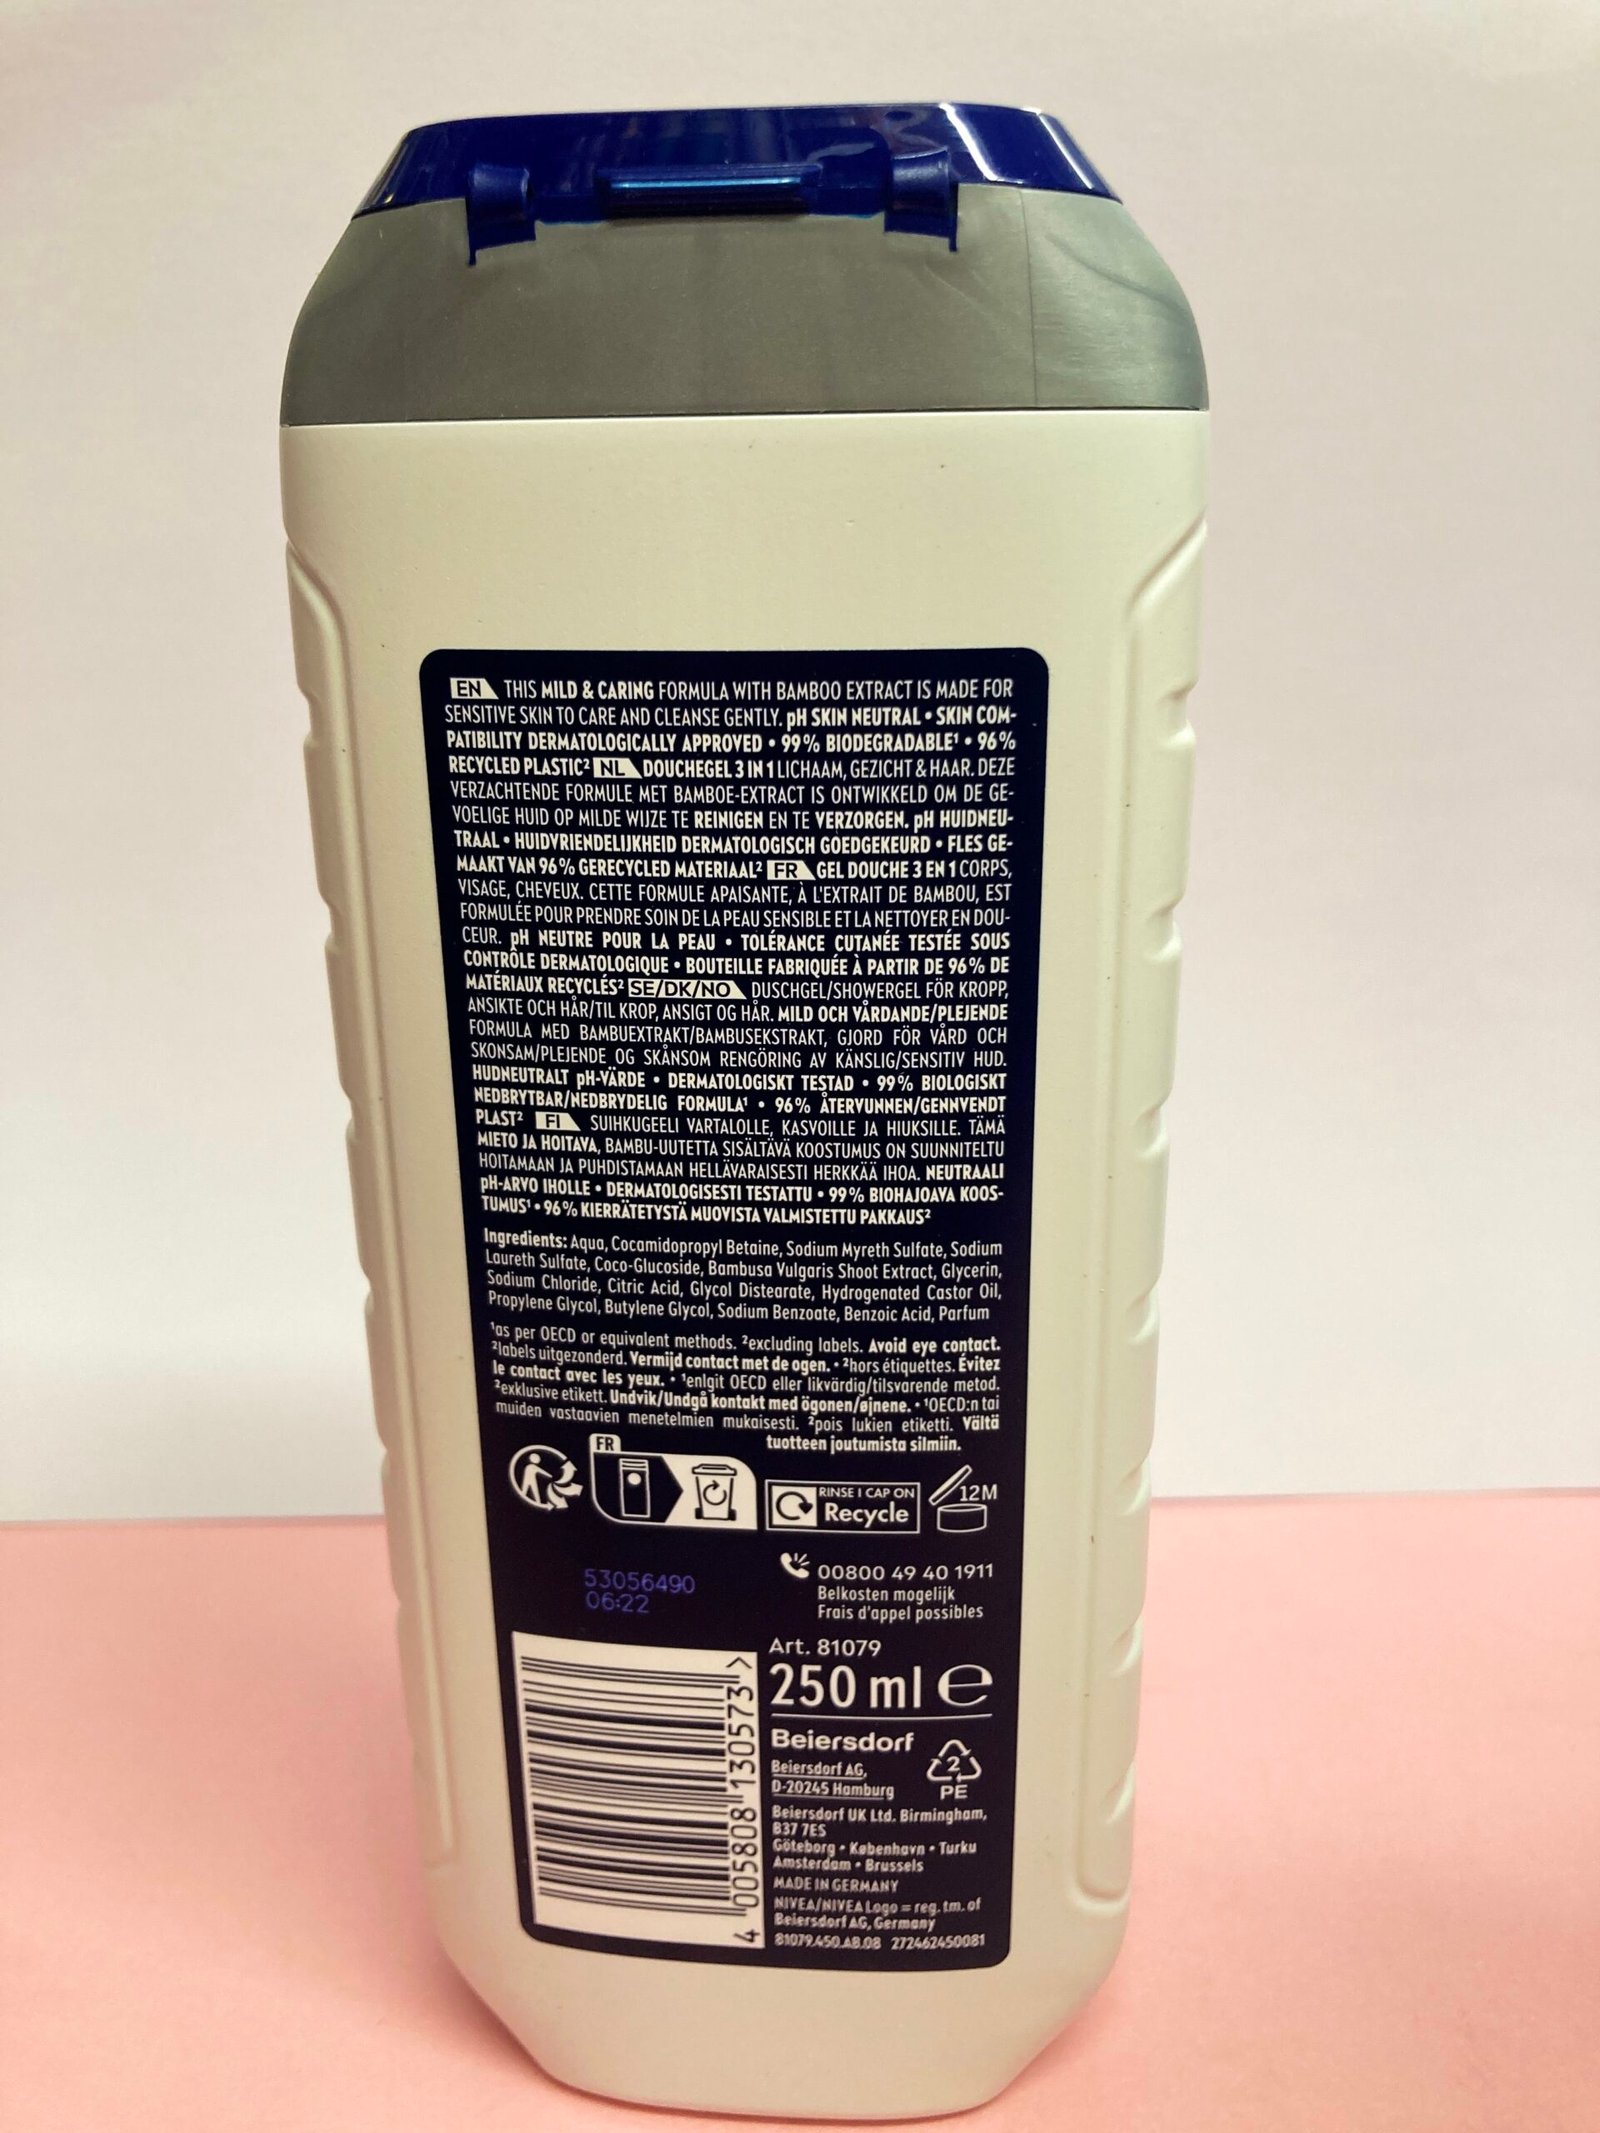 EN THIS MILD & CARING FORMULA WITH BAMBOO EXTRACT IS MADE FOR
SENSITIVE SKIN TO CARE AND CLEANSE GENTLY. pH SKIN NEUTRAL • SKIN COM-
PATIBILITY DERMATOLOGICALLY APPROVED • 99% BIODEGRADABLE¹ • 96%
RECYCLED PLASTIC² NL DOUCHEGEL 3 IN 1 LICHAAM, GEZICHT & HAAR. DEZE
VERZACHTENDE FORMULE MET BAMBOE-EXTRACT IS ONTWIKKELD OM DE GE-
VOELIGE HUID OP MILDE WIJZE TE REINIGEN EN TE VERZORGEN. pH HUIDNEU-
TRAAL • HUIDVRIENDELIJKHEID DERMATOLOGISCH GOEDGEKEURD • FLES GE-
MAAKT VAN 96% GERECYCLED MATERIAAL² FR GEL DOUCHE 3 EN 1 CORPS,
VISAGE, CHEVEUX. CETTE FORMULE APAISANTE, À L'EXTRAIT DE BAMBOU, EST
FORMULÉE POUR PRENDRE SOIN DE LA PEAU SENSIBLE ET LA NETTOYER EN DOU-
CEUR. pH NEUTRE POUR LA PEAU • TOLÉRANCE CUTANÉE TESTÉE SOUS
CONTRÔLE DERMATOLOGIQUE • BOUTEILLE FABRIQUÉE À PARTIR DE 96% DE
MATÉRIAUX RECYCLÉS² SE/DK/NO DUSCHGEL/SHOWERGEL FÖR KROPP,
ANSIKTE OCH HÅR/TIL KROP, ANSIGT OG HÅR. MILD OCH VÅRDANDE/PLEJENDE
FORMULA MED BAMBUEXTRAKT/BAMBUSEKSTRAKT, GJORD FÖR VÅRD OCH
SKONSAM/PLEJENDE OG SKÅNSOM RENGÖRING AV KÄNSLIG/SENSITIV HUD.
HUDNEUTRALT pH-VÄRDE • DERMATOLOGISKT TESTAD • 99% BIOLOGISKT
NEDBRYTBAR/NEDBRYDELIG FORMULA¹ • 96% ÅTERVUNNEN/GENNVENDT
PLAST² FI SUIHKUGEELI VARTALOLLE, KASVOILLE JA HIUKSILLE. TÄMÄ
MIETO JA HOITAVA, BAMBU-UUTETTA SISÄLTÄVÄ KOOSTUMUS ON SUUNNITELTU
HOITAMAAN JA PUHDISTAMAAN HELLÄVARAISESTI HERKKÄÄ IHOA. NEUTRAALI
pH-ARVO IHOLLE • DERMATOLOGISESTI TESTATTU • 99% BIOHAJOAVA KOOS-
TUMUS¹ • 96% KIERRÄTETYSTÄ MUOVISTA VALMISTETTU PAKKAUS²
Ingredients: Aqua, Cocamidopropyl Betaine, Sodium Myreth Sulfate, Sodium
Laureth Sulfate, Coco-Glucoside, Bambusa Vulgaris Shoot Extract, Glycerin,
Sodium Chloride, Citric Acid, Glycol Distearate, Hydrogenated Castor Oil,
Propylene Glycol, Butylene Glycol, Sodium Benzoate, Benzoic Acid, Parfum
¹as per OECD or equivalent methods. ²excluding labels. Avoid eye contact.
²labels uitgezonderd. Vermijd contact met de ogen. • ²hors étiquettes. Évitez
le contact avec les yeux. • ¹enlgit OECD eller likvärdig/tilsvarende metod.
²exklusive etikett. Undvik/Undgå kontakt med ögonen/øjnene. • ¹OECD:n tai
muiden vastaavien menetelmien mukaisesti. ²pois lukien etiketti. Vältä
tuotteen joutumista silmiin.
FR
RINSE I CAP ON
Recycle
12M
53056490
06:22
00800 49 40 1911
Belkosten mogelijk
Frais d'appel possibles
Art. 81079
250 ml e
Beiersdorf
Beiersdorf AG,
D-20245 Hamburg
2
PE
Beiersdorf UK Ltd. Birmingham,
B37 7ES
Göteborg • København • Turku
Amsterdam • Brussels
MADE IN GERMANY
NIVEA/NIVEA Logo = reg. tm. of
Beiersdorf AG, Germany
81079.450.AB.08 272462450081
4 005808 130573 >